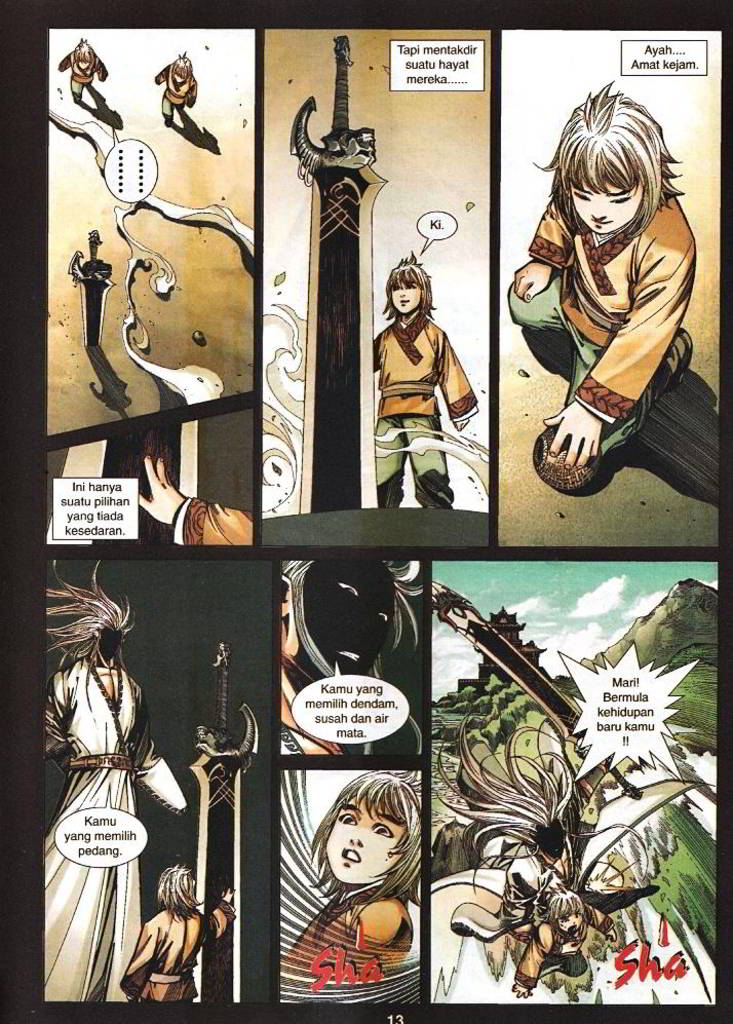 Tapi mentakdir
suatu hayat
mereka......
Ayah....
Amat kejam.
Ki.
Ini hanya
suatu pilihan
yang tiada
kesedaran.
Kamu
yang memilih
pedang.
Kamu yang
memilih dendam,
susah dan air
mata.
Sha
Mari!
Bermula
kehidupan
baru kamu
!!
Sha
13